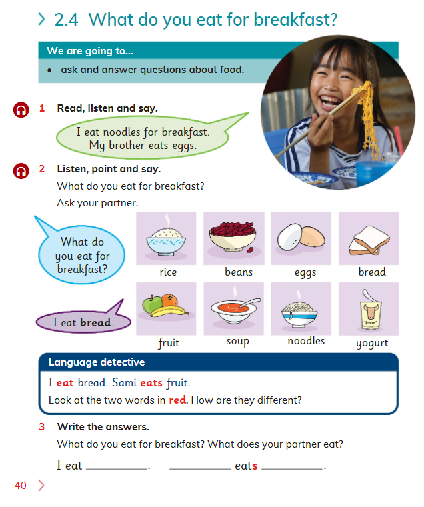 2.4 What do you eat for breakfast?
We are going to...
• ask and answer questions about food.
1 Read, listen and say.
I eat noodles for breakfast.
My brother eats eggs.
2 Listen, point and say.
What do you eat for breakfast?
Ask your partner.
What do
you eat for
breakfast?
rice beans eggs bread
I eat bread
fruit soup noodles yogurt
Language detective
I eat bread. Sami eats fruit.
Look at the two words in red. How are they different?
3 Write the answers.
What do you eat for breakfast? What does your partner eat?
I eat ____________. ____________ eats ____________.
40